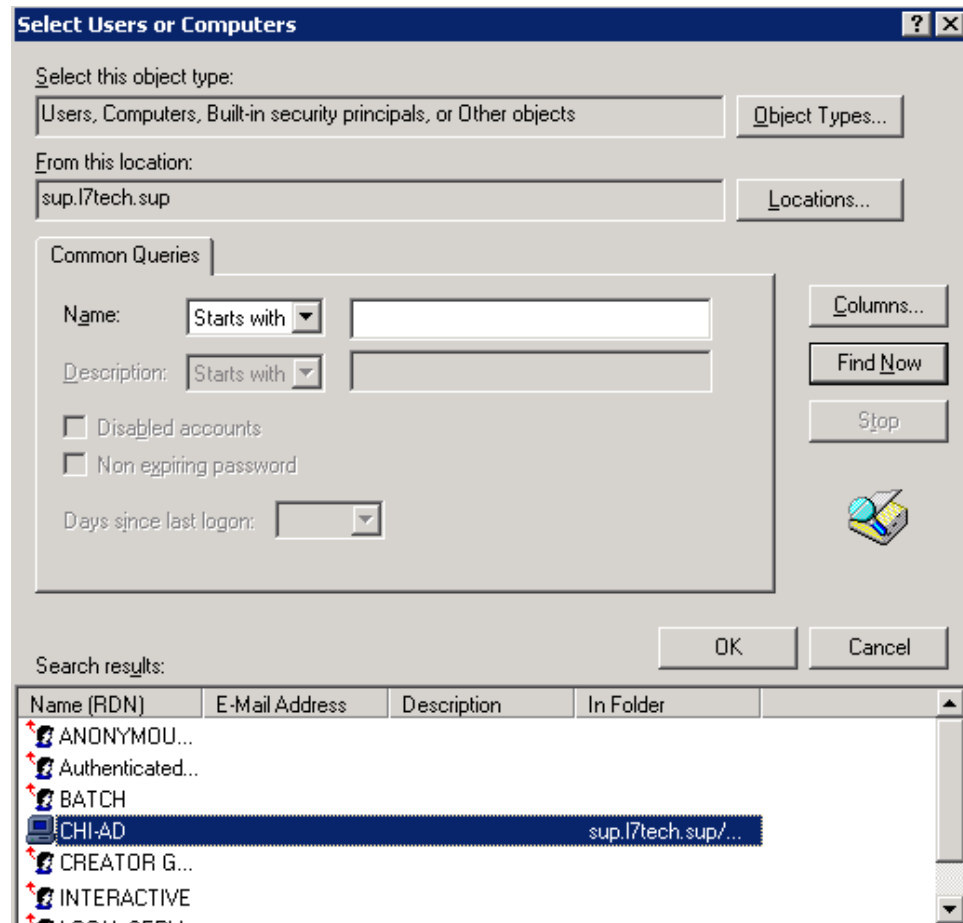 Select Users or Computers
Select this object type:
Users, Computers, Built-in security principals, or Other objects
Object Types...
From this location:
sup.l7tech.sup
Locations...
Common Queries
Name:
Starts with
Columns...
Description:
Starts with
Find Now
Disabled accounts
Stop
Non expiring password
Days since last logon:
OK
Cancel
Search results:
Name (RDN) E-Mail Address Description In Folder
ANONYMOU...
Authenticated...
BATCH
CHI-AD sup.l7tech.sup/...
CREATOR G...
INTERACTIVE